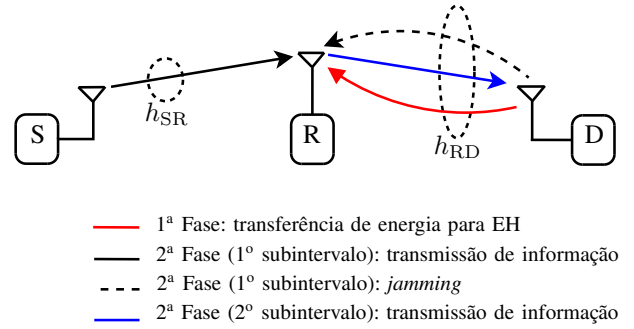 S
h_SR
R
h_RD
D
1ª Fase: transferência de energia para EH
2ª Fase (1º subintervalo): transmissão de informação
2ª Fase (1º subintervalo): jamming
2ª Fase (2º subintervalo): transmissão de informação